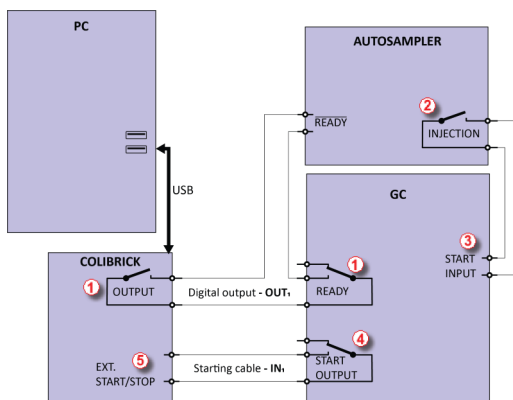 PC
AUTOSAMPLER
2
READY
INJECTION
USB
GC
3
START
INPUT
COLIBRICK
1
OUTPUT
Digital output - OUT₁
1
READY
4
START
OUTPUT
5
EXT.
START/STOP
Starting cable - IN₁